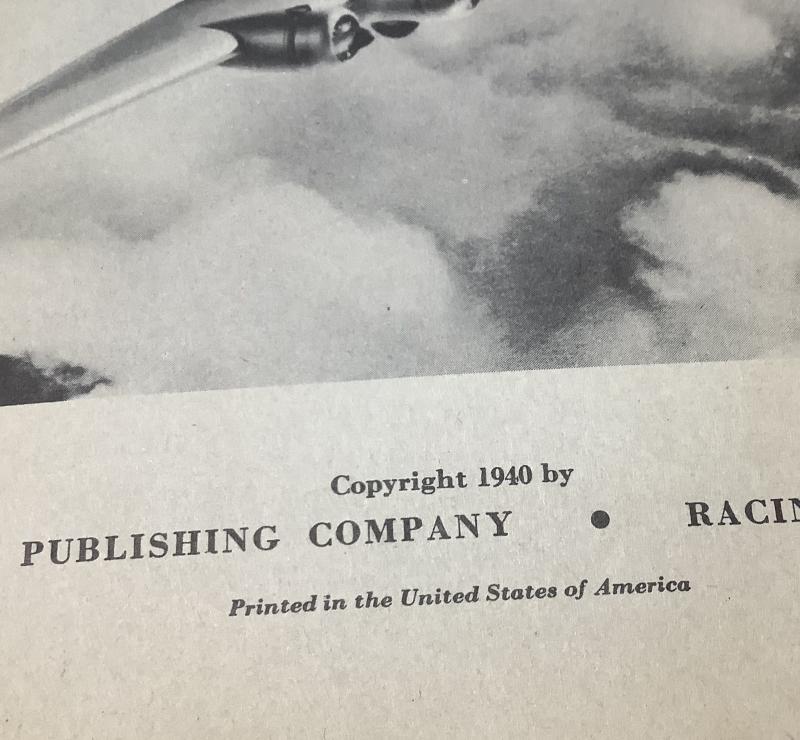 Copyright 1940 by
PUBLISHING COMPANY • RACIN
Printed in the United States of America